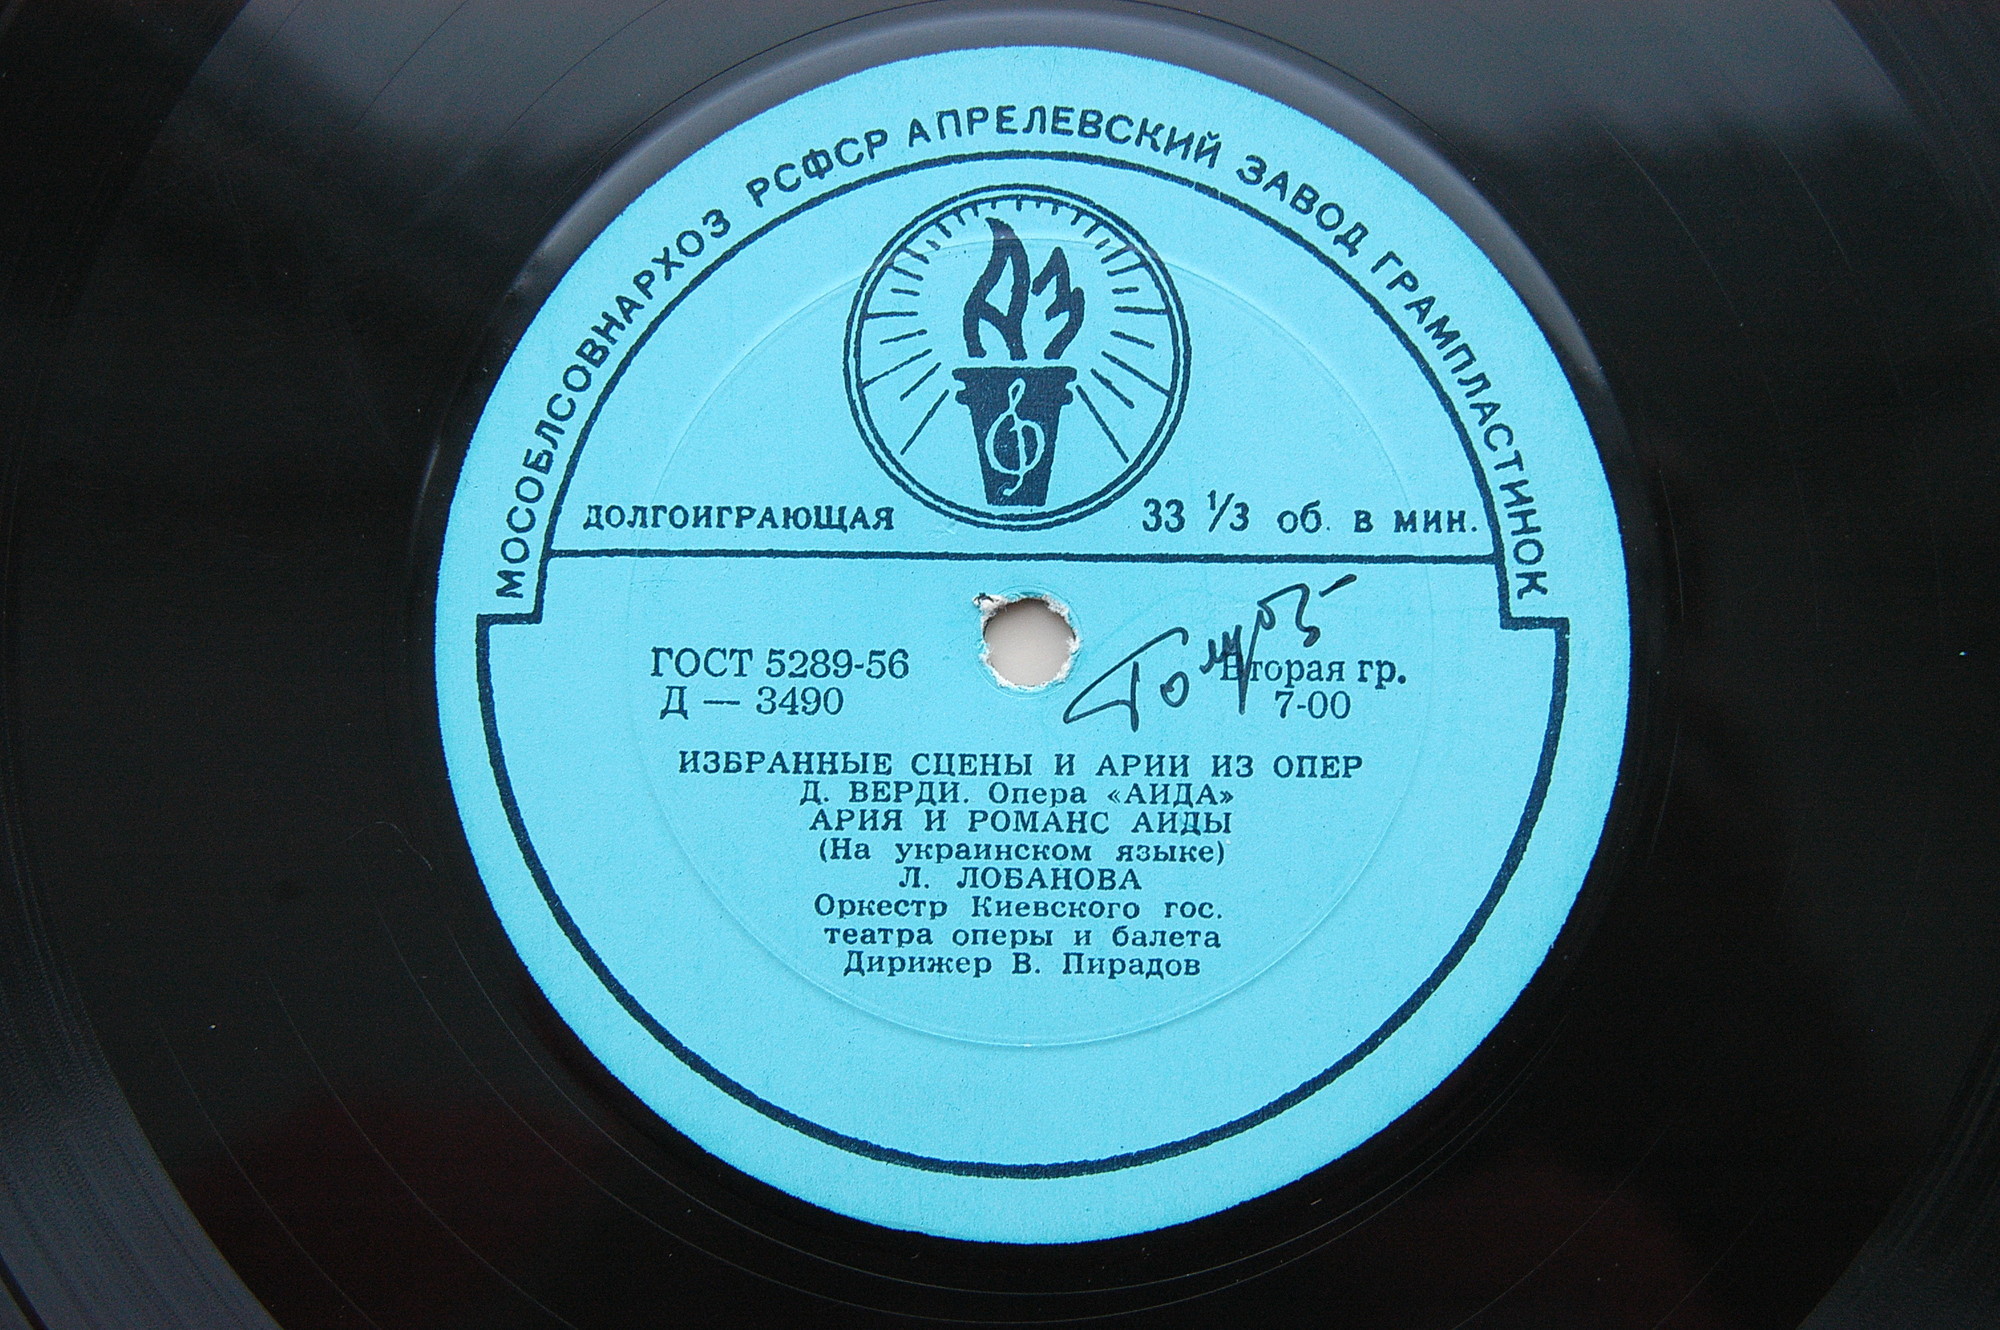 МОСОБЛСОВНАРХОЗ РСФСР АПРЕЛЕВСКИЙ ЗАВОД ГРАМПЛАСТИНОК
АЗ
ДОЛГОИГРАЮЩАЯ 33 1/3 об. в мин.
ГОСТ 5289-56 Вторая гр.
Д — 3490 7-00
ИЗБРАННЫЕ СЦЕНЫ И АРИИ ИЗ ОПЕР
Д. ВЕРДИ. Опера «АИДА»
АРИЯ И РОМАНС АИДЫ
(На украинском языке)
Л. ЛОБАНОВА
Оркестр Киевского гос.
театра оперы и балета
Дирижер В. Пирадов